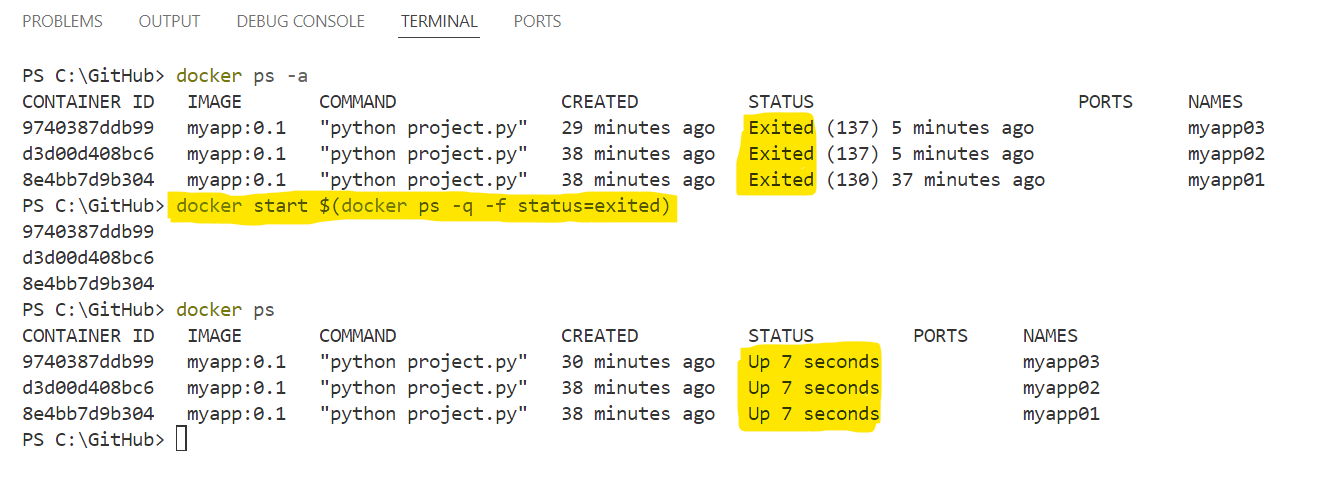 PROBLEMS OUTPUT DEBUG CONSOLE TERMINAL PORTS
PS C:\GitHub> docker ps -a
CONTAINER ID IMAGE COMMAND CREATED STATUS PORTS NAMES
9740387ddb99 myapp:0.1 "python project.py" 29 minutes ago Exited (137) 5 minutes ago myapp03
d3d00d408bc6 myapp:0.1 "python project.py" 38 minutes ago Exited (137) 5 minutes ago myapp02
8e4bb7d9b304 myapp:0.1 "python project.py" 38 minutes ago Exited (130) 37 minutes ago myapp01
PS C:\GitHub> docker start $(docker ps -q -f status=exited)
9740387ddb99
d3d00d408bc6
8e4bb7d9b304
PS C:\GitHub> docker ps
CONTAINER ID IMAGE COMMAND CREATED STATUS PORTS NAMES
9740387ddb99 myapp:0.1 "python project.py" 30 minutes ago Up 7 seconds myapp03
d3d00d408bc6 myapp:0.1 "python project.py" 38 minutes ago Up 7 seconds myapp02
8e4bb7d9b304 myapp:0.1 "python project.py" 38 minutes ago Up 7 seconds myapp01
PS C:\GitHub>